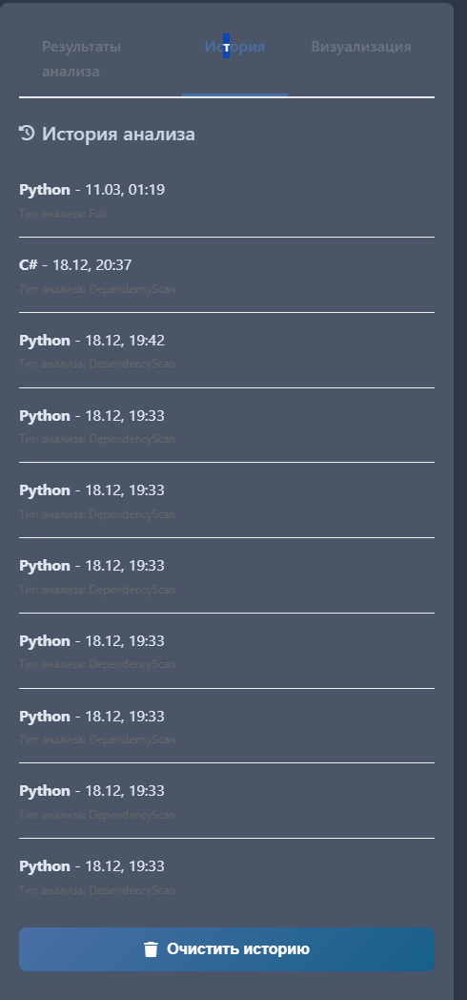 Результаты
анализа
История
Визуализация
История анализа
Python - 11.03, 01:19
Тип анализа: Full
C# - 18.12, 20:37
Тип анализа: DependencyScan
Python - 18.12, 19:42
Тип анализа: DependencyScan
Python - 18.12, 19:33
Тип анализа: DependencyScan
Python - 18.12, 19:33
Тип анализа: DependencyScan
Python - 18.12, 19:33
Тип анализа: DependencyScan
Python - 18.12, 19:33
Тип анализа: DependencyScan
Python - 18.12, 19:33
Тип анализа: DependencyScan
Python - 18.12, 19:33
Тип анализа: DependencyScan
Python - 18.12, 19:33
Тип анализа: DependencyScan
Очистить историю